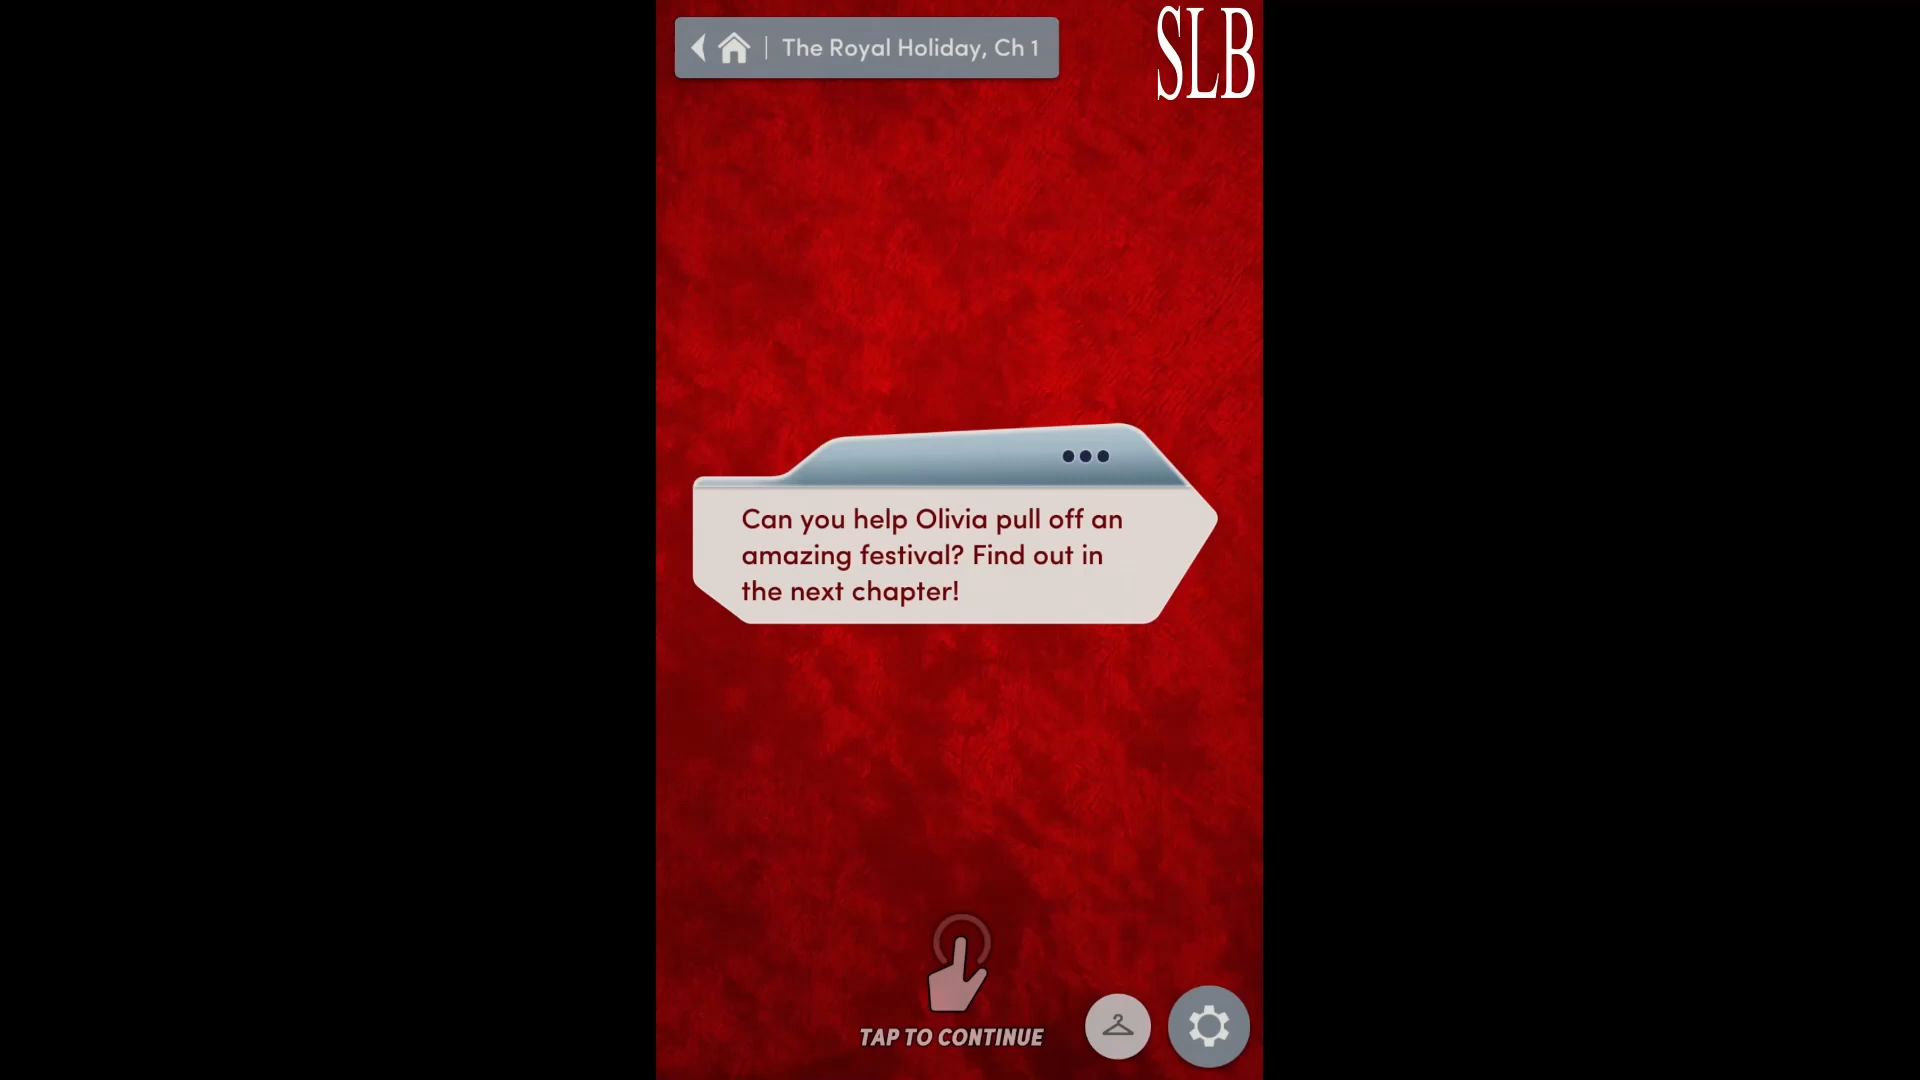 The Royal Holiday, Ch 1
SLB
Can you help Olivia pull off an
amazing festival? Find out in
the next chapter!
TAP TO CONTINUE